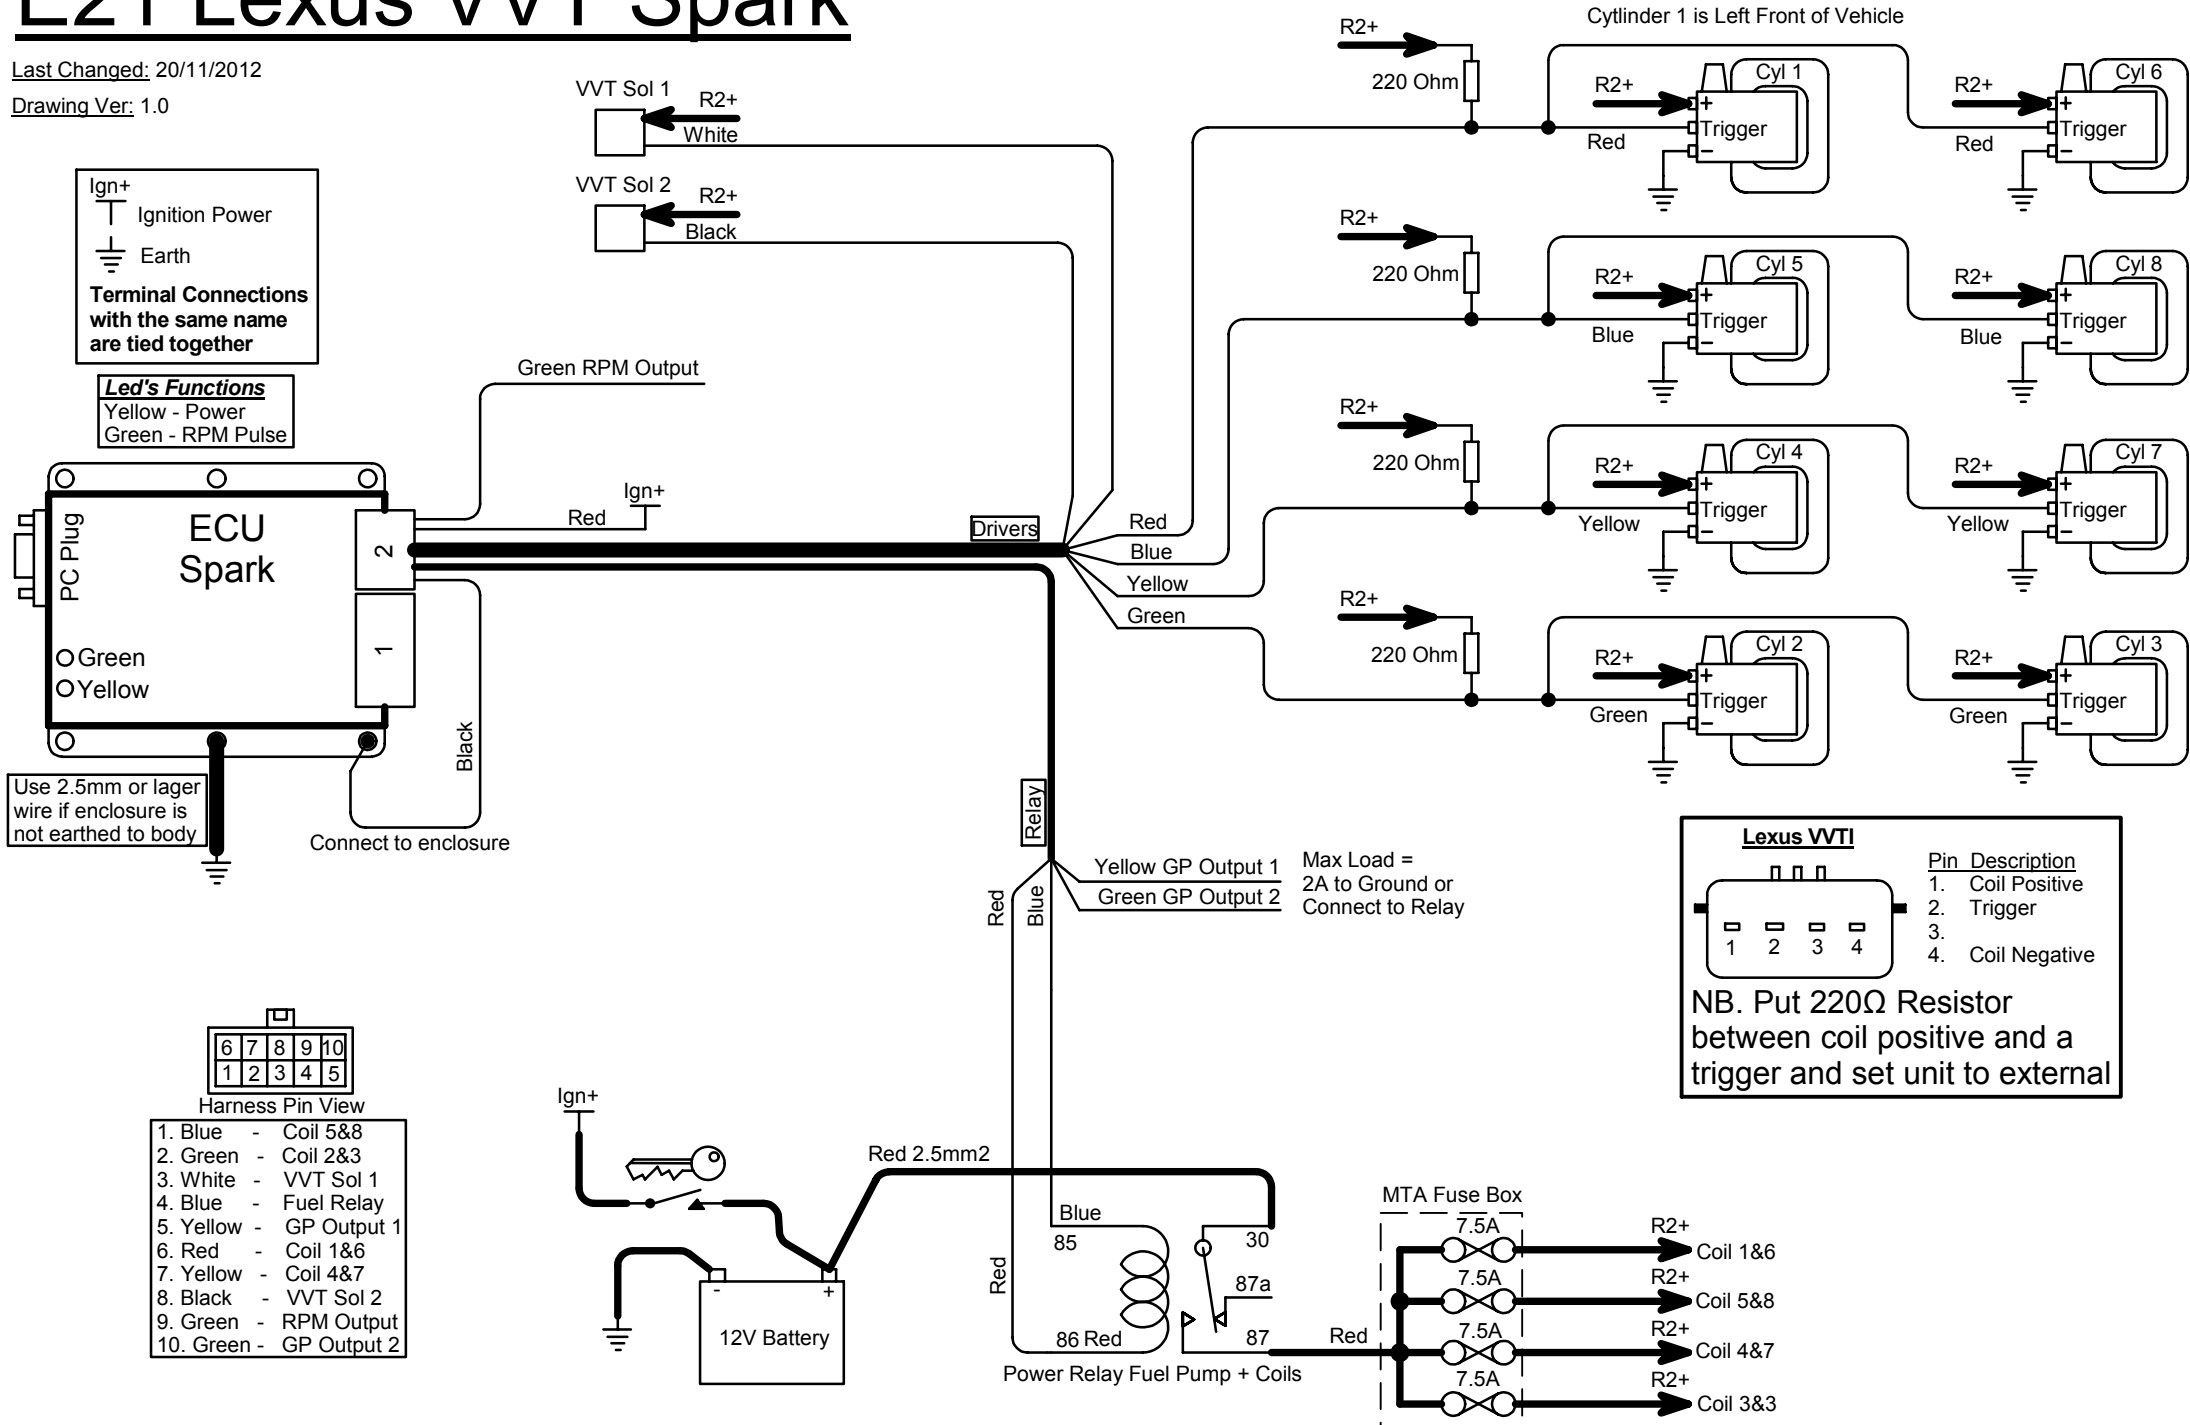 E21 Lexus VVT Spark
Last Changed: 20/11/2012
Drawing Ver: 1.0
Ign+
Ignition Power
Earth
Terminal Connections
with the same name
are tied together
Led's Functions
Yellow - Power
Green - RPM Pulse
PC Plug
ECU
Spark
2
1
Green
Yellow
Use 2.5mm or lager
wire if enclosure is
not earthed to body
Connect to enclosure
Black
Green RPM Output
Red
Ign+
VVT Sol 1
R2+
White
VVT Sol 2
R2+
Black
Drivers
Red
Blue
Yellow
Green
Cytlinder 1 is Left Front of Vehicle
R2+
220 Ohm
R2+
Red
Cyl 1
+
Trigger
-
R2+
Red
Cyl 6
+
Trigger
-
R2+
220 Ohm
R2+
Blue
Cyl 5
+
Trigger
-
R2+
Blue
Cyl 8
+
Trigger
-
R2+
220 Ohm
R2+
Yellow
Cyl 4
+
Trigger
-
R2+
Yellow
Cyl 7
+
Trigger
-
R2+
220 Ohm
R2+
Green
Cyl 2
+
Trigger
-
R2+
Green
Cyl 3
+
Trigger
-
Relay
Red
Blue
Yellow GP Output 1
Green GP Output 2
Max Load =
2A to Ground or
Connect to Relay
Lexus VVTI
1 2 3 4
Pin Description
1. Coil Positive
2. Trigger
3.
4. Coil Negative
NB. Put 220Ω Resistor
between coil positive and a
trigger and set unit to external
6 7 8 9 10
1 2 3 4 5
Harness Pin View
1. Blue - Coil 5&8
2. Green - Coil 2&3
3. White - VVT Sol 1
4. Blue - Fuel Relay
5. Yellow - GP Output 1
6. Red - Coil 1&6
7. Yellow - Coil 4&7
8. Black - VVT Sol 2
9. Green - RPM Output
10. Green - GP Output 2
Ign+
- +
12V Battery
Red 2.5mm2
Red
Blue
85
86 Red
30
87a
87
Power Relay Fuel Pump + Coils
Red
MTA Fuse Box
7.5A
R2+
Coil 1&6
7.5A
R2+
Coil 5&8
7.5A
R2+
Coil 4&7
7.5A
R2+
Coil 3&3